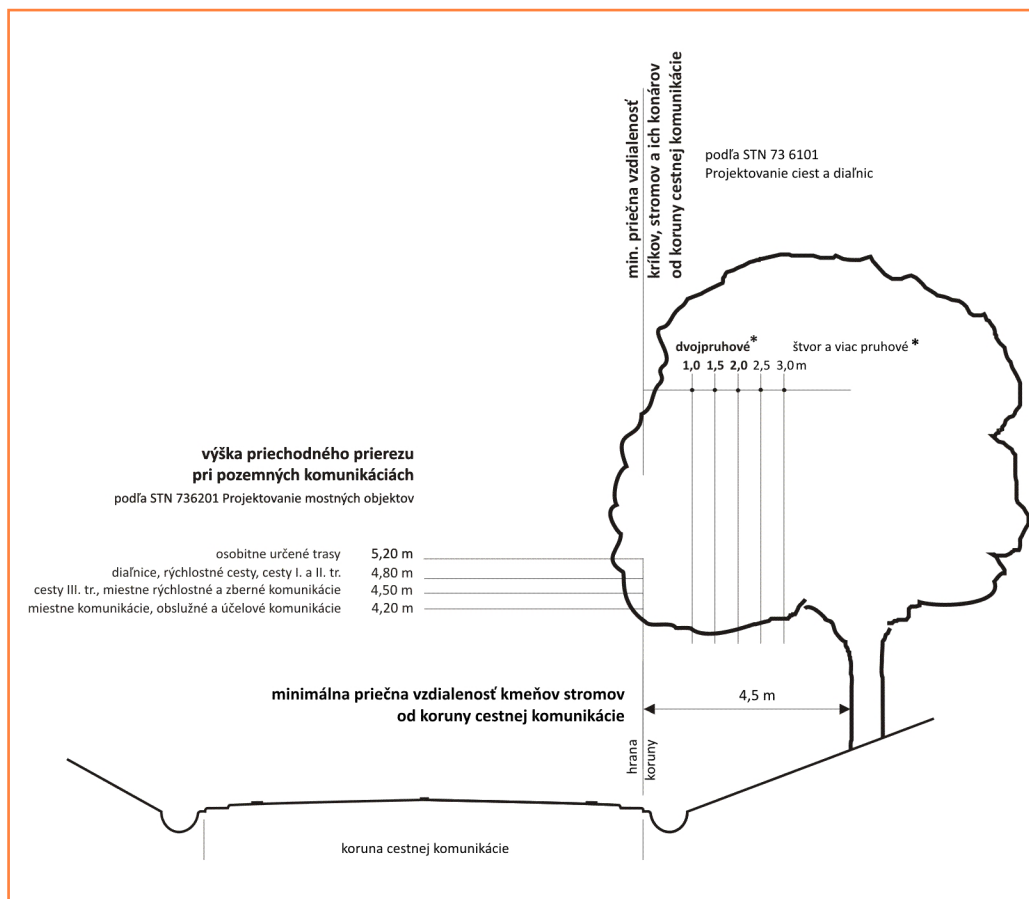 min. priečna vzdialenosť
kríkov, stromov a ich konárov
od koruny cestnej komunikácie
podľa STN 73 6101
Projektovanie ciest a diaľnic
dvojpruhové* štvor a viac pruhové *
1,0 1,5 2,0 2,5 3,0 m
výška priechodného prierezu
pri pozemných komunikáciách
podľa STN 736201 Projektovanie mostných objektov
osobitne určené trasy 5,20 m
diaľnice, rýchlostné cesty, cesty I. a II. tr. 4,80 m
cesty III. tr., miestne rýchlostné a zberné komunikácie 4,50 m
miestne komunikácie, obslužné a účelové komunikácie 4,20 m
minimálna priečna vzdialenosť kmeňov stromov
od koruny cestnej komunikácie
4,5 m
hrana
koruny
koruna cestnej komunikácie